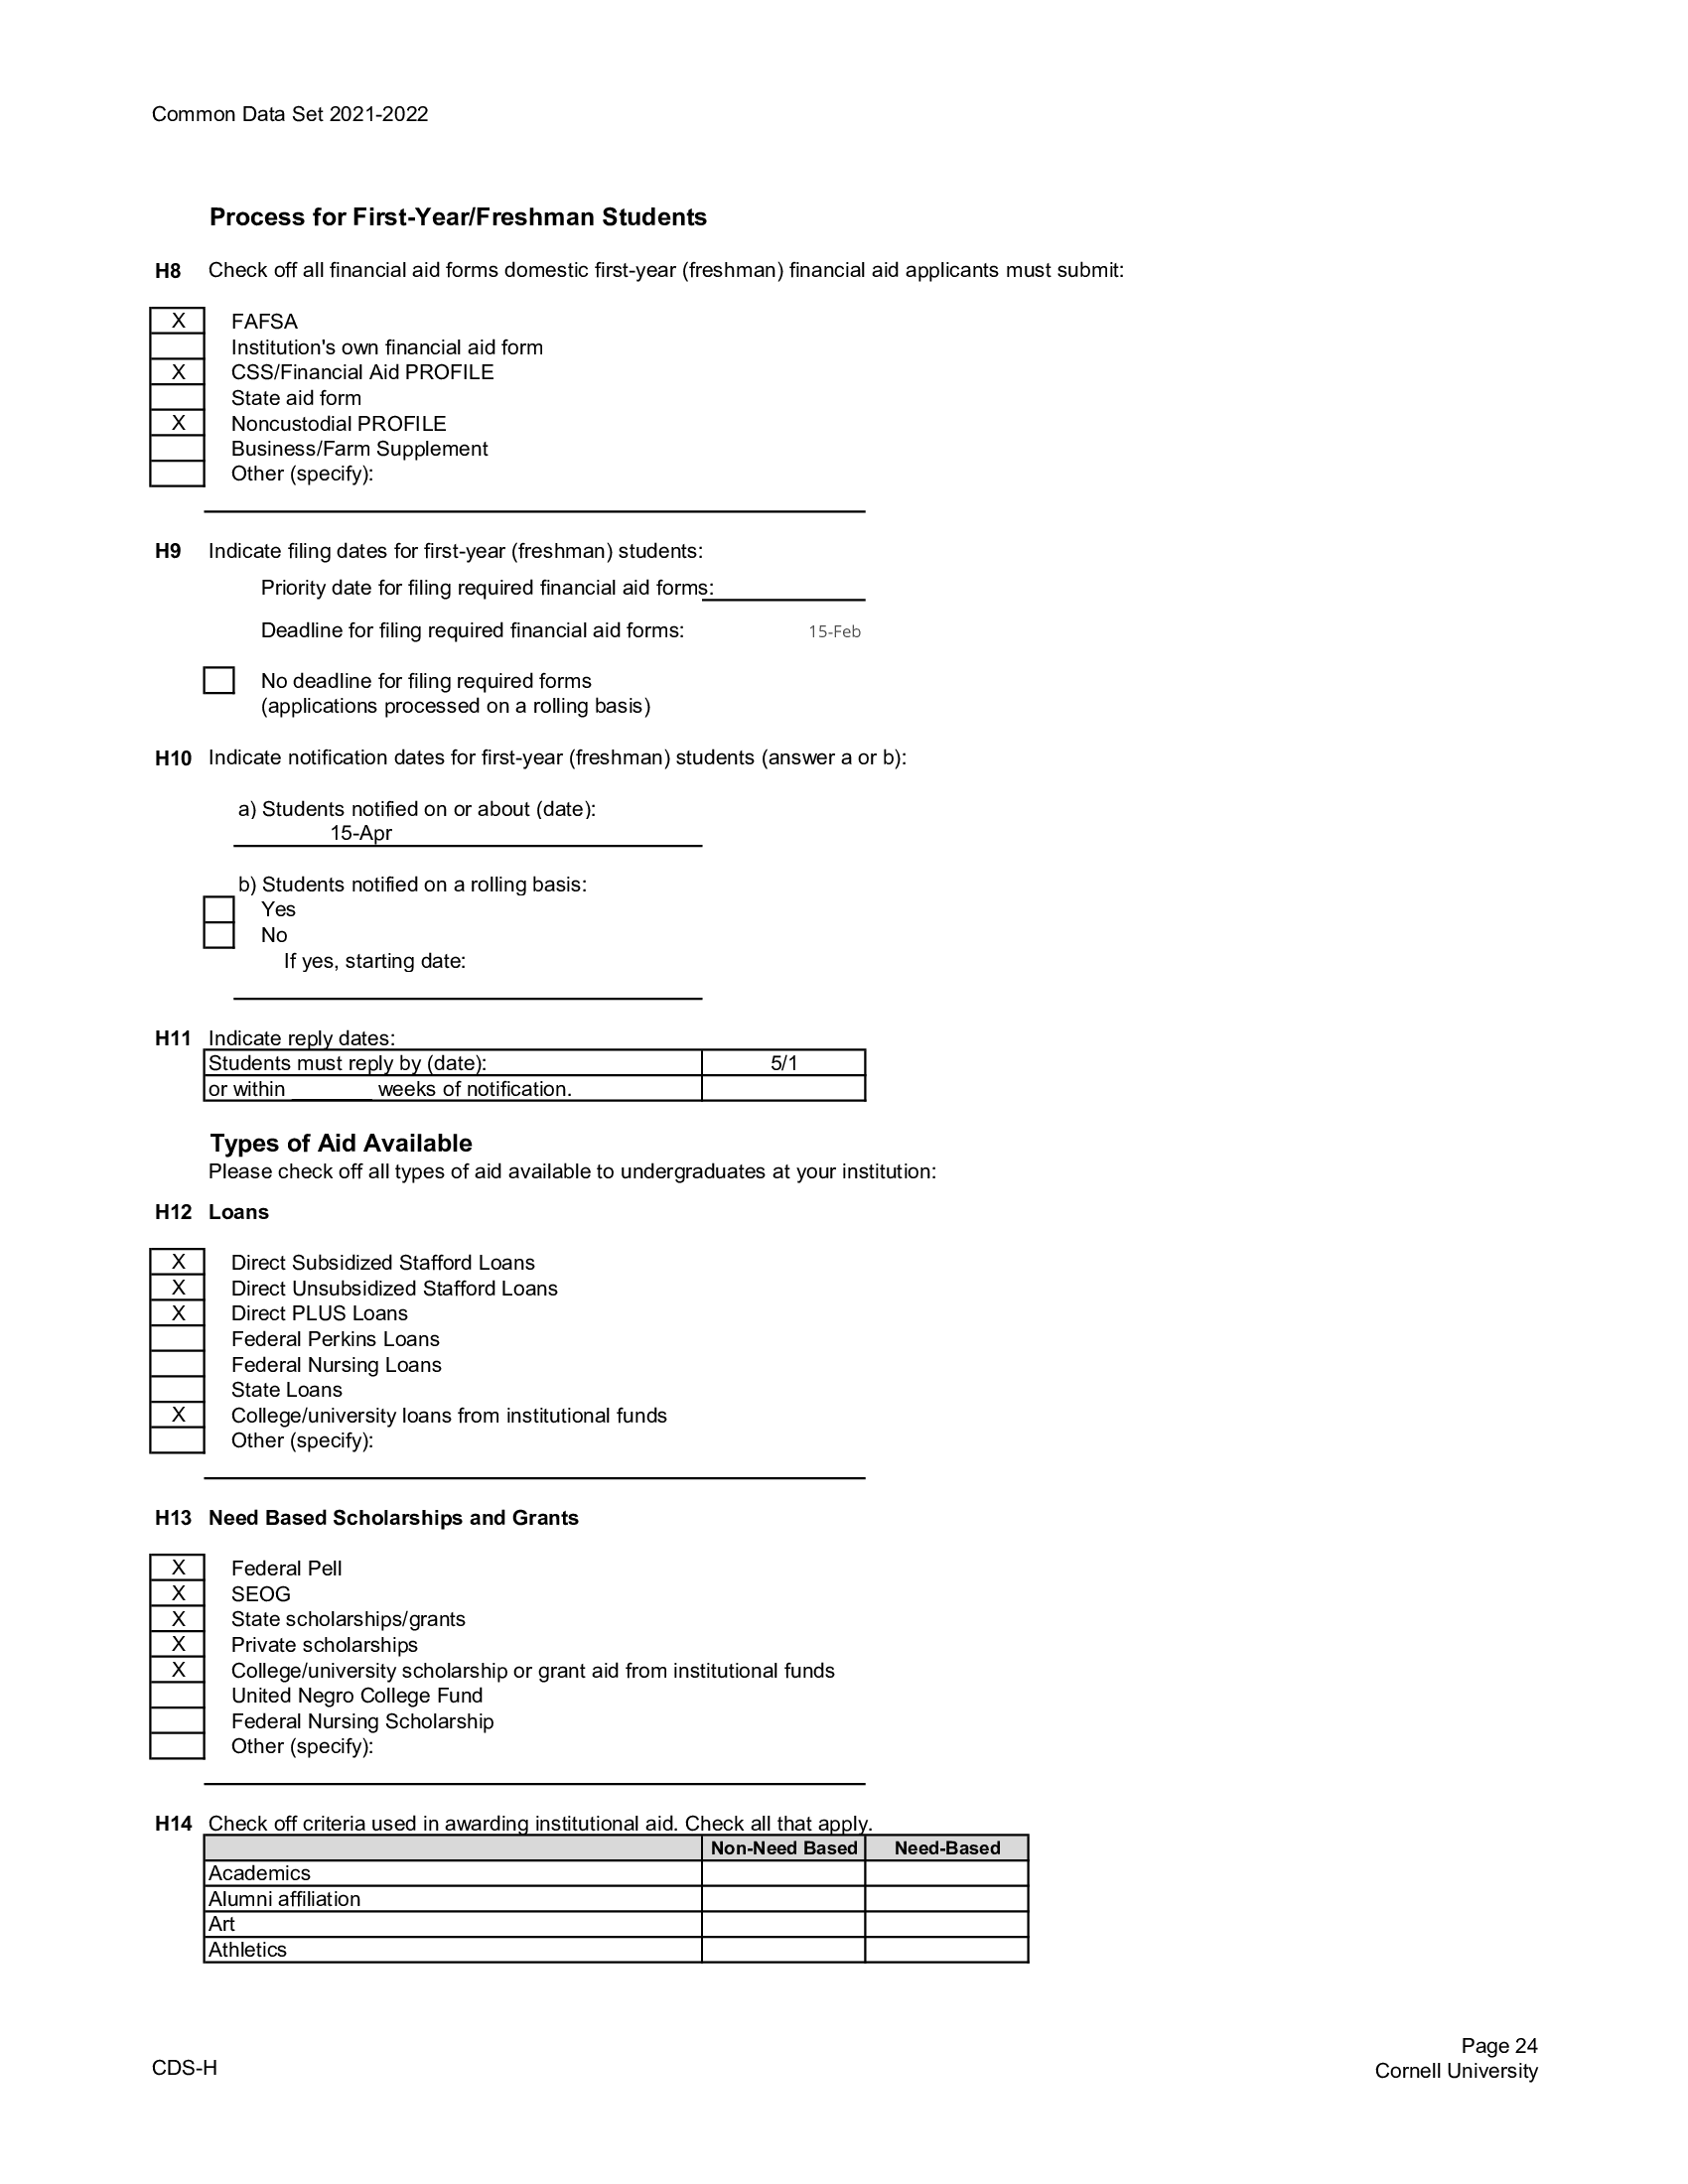 Common Data Set 2021-2022
Process for First-Year/Freshman Students
H8 Check off all financial aid forms domestic first-year (freshman) financial aid applicants must submit:
X FAFSA
Institution's own financial aid form
X CSS/Financial Aid PROFILE
State aid form
X Noncustodial PROFILE
Business/Farm Supplement
Other (specify):
H9 Indicate filing dates for first-year (freshman) students:
Priority date for filing required financial aid forms:
Deadline for filing required financial aid forms: 15-Feb
No deadline for filing required forms
(applications processed on a rolling basis)
H10 Indicate notification dates for first-year (freshman) students (answer a or b):
a) Students notified on or about (date):
15-Apr
b) Students notified on a rolling basis:
Yes
No
If yes, starting date:
H11 Indicate reply dates:
Students must reply by (date): 5/1
or within _______ weeks of notification.
Types of Aid Available
Please check off all types of aid available to undergraduates at your institution:
H12 Loans
X Direct Subsidized Stafford Loans
X Direct Unsubsidized Stafford Loans
X Direct PLUS Loans
Federal Perkins Loans
Federal Nursing Loans
State Loans
X College/university loans from institutional funds
Other (specify):
H13 Need Based Scholarships and Grants
X Federal Pell
X SEOG
X State scholarships/grants
X Private scholarships
X College/university scholarship or grant aid from institutional funds
United Negro College Fund
Federal Nursing Scholarship
Other (specify):
H14 Check off criteria used in awarding institutional aid. Check all that apply.
Non-Need Based Need-Based
Academics
Alumni affiliation
Art
Athletics
Page 24
CDS-H Cornell University